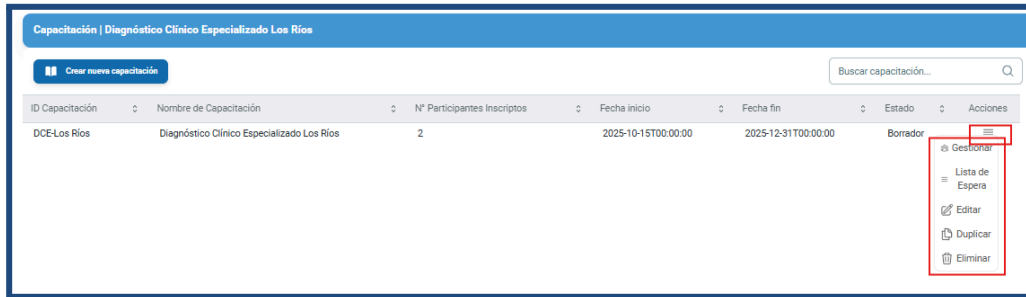 Capacitación | Diagnóstico Clínico Especializado Los Ríos
Crear nueva capacitación
Buscar capacitación...
ID Capacitación Nombre de Capacitación N° Participantes Inscriptos Fecha inicio Fecha fin Estado Acciones
DCE-Los Ríos Diagnóstico Clínico Especializado Los Ríos 2 2025-10-15T00:00:00 2025-12-31T00:00:00 Borrador
Gestionar
Lista de
Espera
Editar
Duplicar
Eliminar